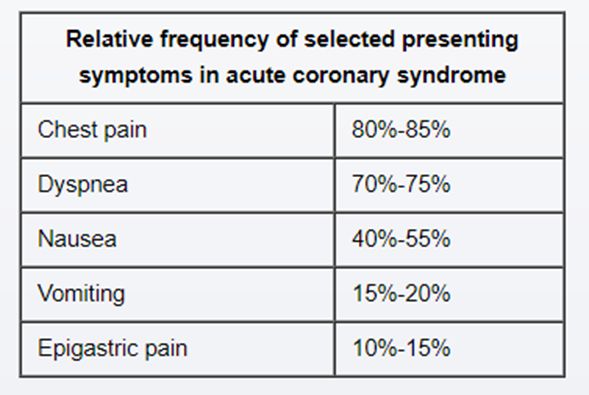 Relative frequency of selected presenting
symptoms in acute coronary syndrome
Chest pain 80%-85%
Dyspnea 70%-75%
Nausea 40%-55%
Vomiting 15%-20%
Epigastric pain 10%-15%